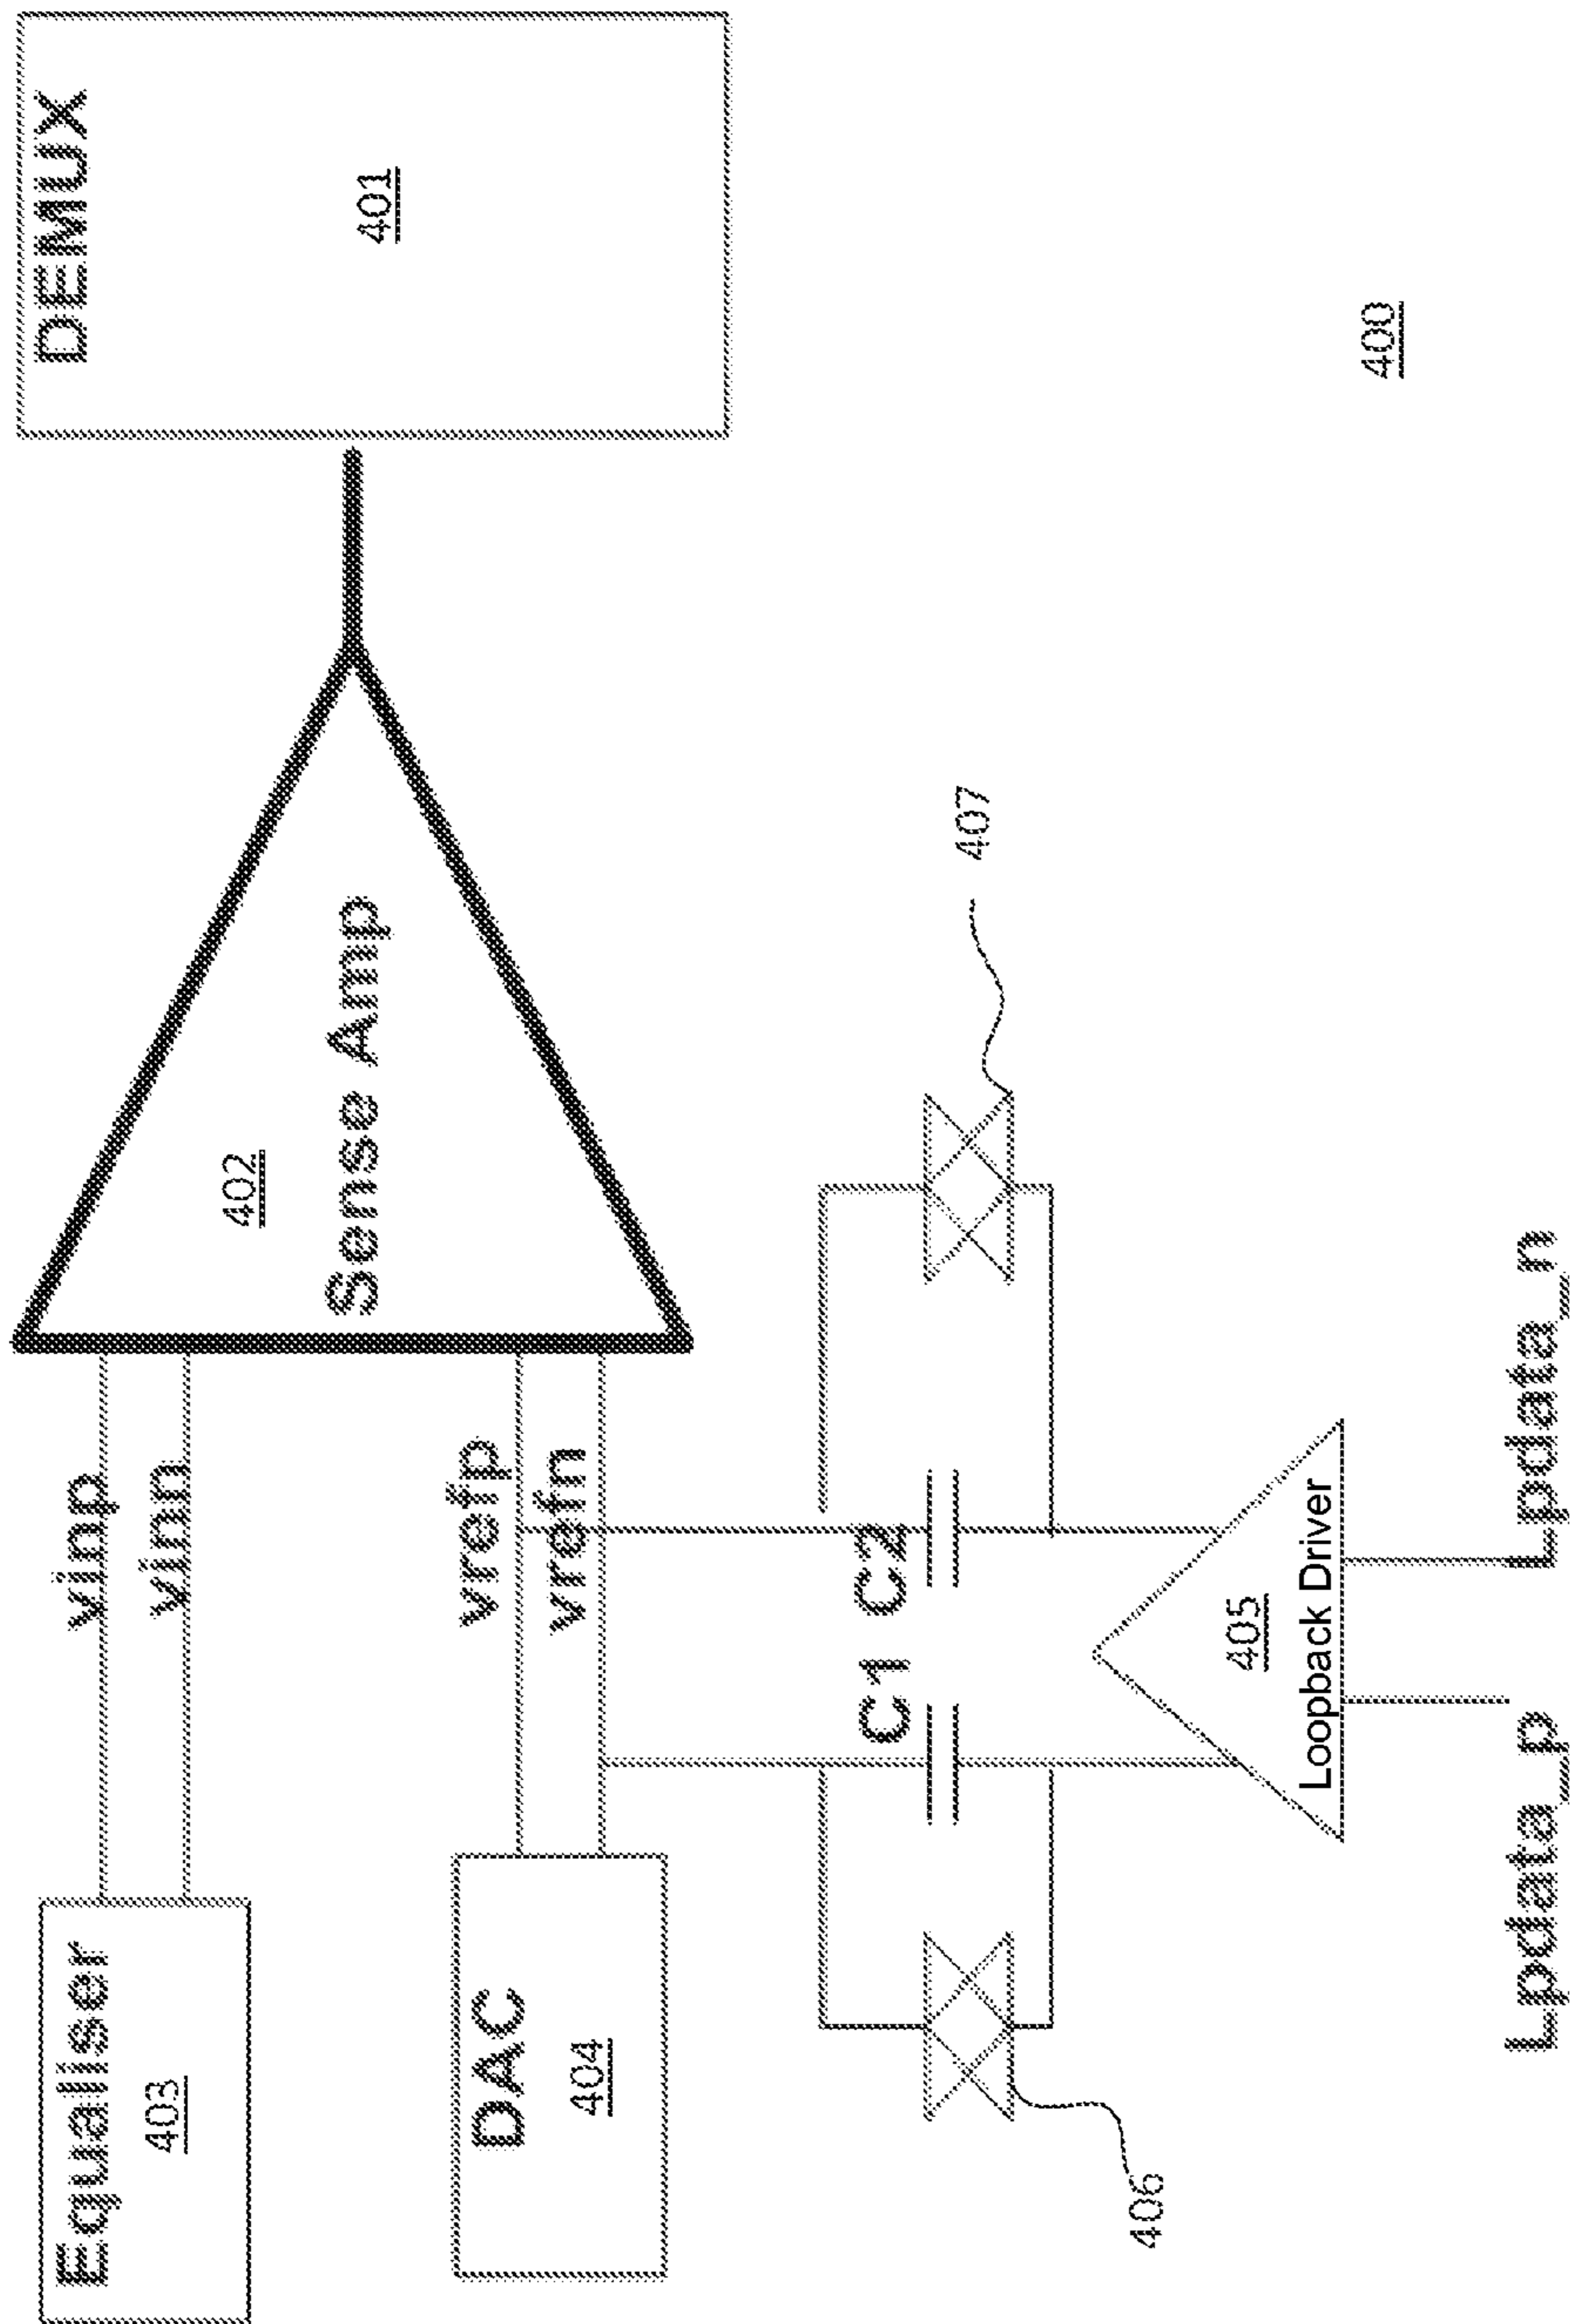 Equaliser
403
vinp
vinn
402
Sense Amp
DEMUX
401
DAC
404
vrefp
vrefn
C1
C2
407
406
405
Loopback Driver
Lpdata_p
Lpdata_n
400